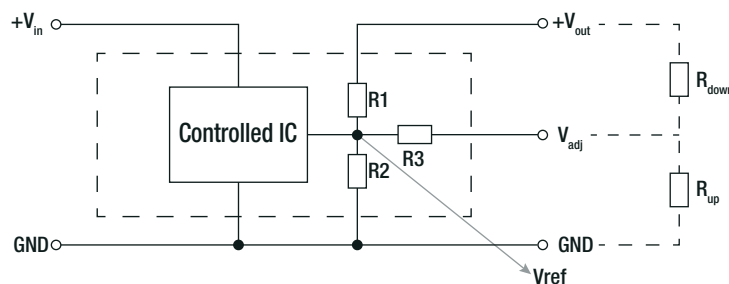 +Vin
+Vout
R1
Rdown
Controlled IC
Vadj
R3
R2
Rup
GND
GND
Vref